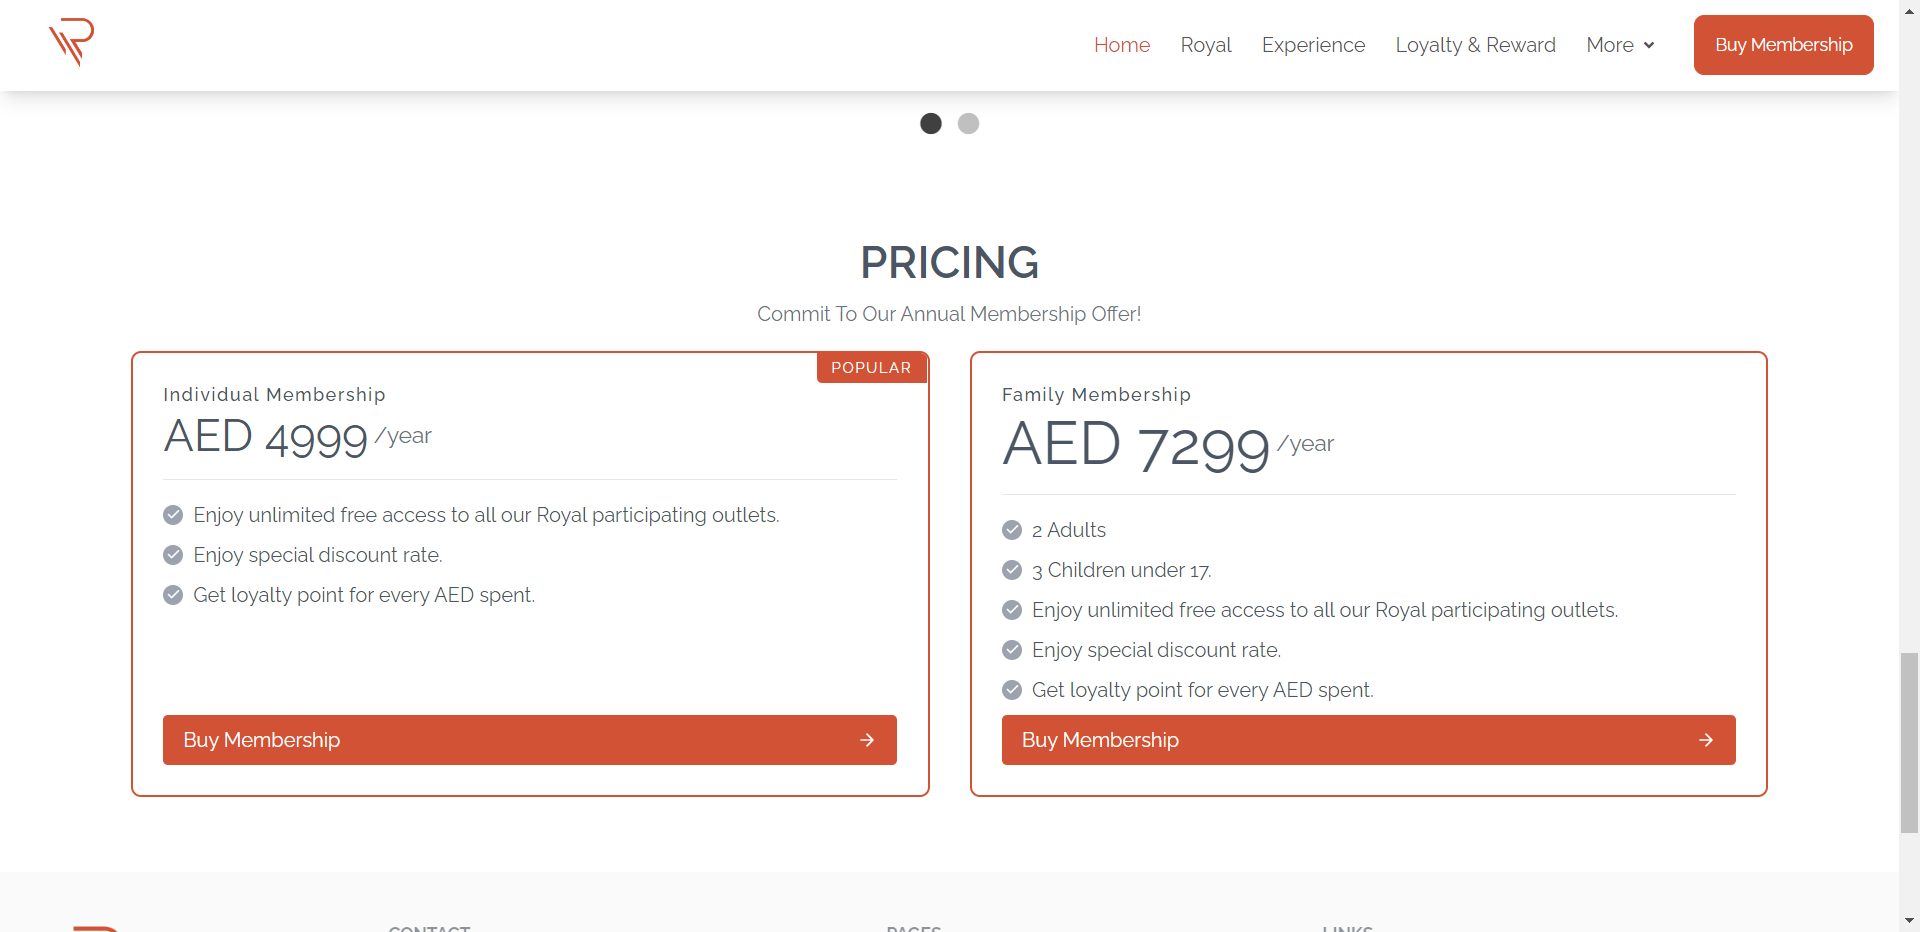 Home Royal Experience Loyalty & Reward More Buy Membership
PRICING
Commit To Our Annual Membership Offer!
POPULAR
Individual Membership
AED 4999 /year
Enjoy unlimited free access to all our Royal participating outlets.
Enjoy special discount rate.
Get loyalty point for every AED spent.
Buy Membership
Family Membership
AED 7299 /year
2 Adults
3 Children under 17.
Enjoy unlimited free access to all our Royal participating outlets.
Enjoy special discount rate.
Get loyalty point for every AED spent.
Buy Membership
CONTACT PAGES LINKS